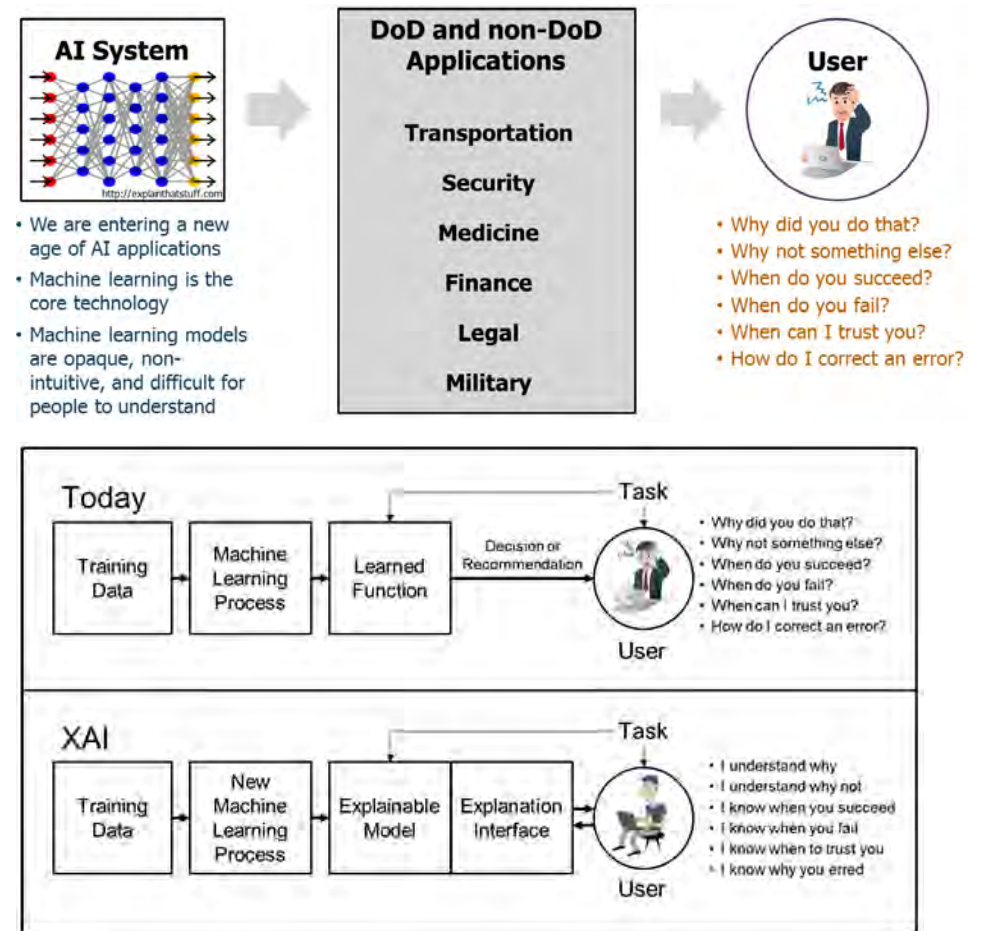 AI System
http://explainthatstuff.com
• We are entering a new
age of AI applications
• Machine learning is the
core technology
• Machine learning models
are opaque, non-
intuitive, and difficult for
people to understand
DoD and non-DoD
Applications
Transportation
Security
Medicine
Finance
Legal
Military
User
• Why did you do that?
• Why not something else?
• When do you succeed?
• When do you fail?
• When can I trust you?
• How do I correct an error?
Today
Training
Data
Machine
Learning
Process
Learned
Function
Decision or
Recommendation
Task
User
• Why did you do that?
• Why not something else?
• When do you succeed?
• When do you fail?
• When can I trust you?
• How do I correct an error?
XAI
Training
Data
New
Machine
Learning
Process
Explainable
Model
Explanation
Interface
Task
User
• I understand why
• I understand why not
• I know when you succeed
• I know when you fail
• I know when to trust you
• I know why you erred